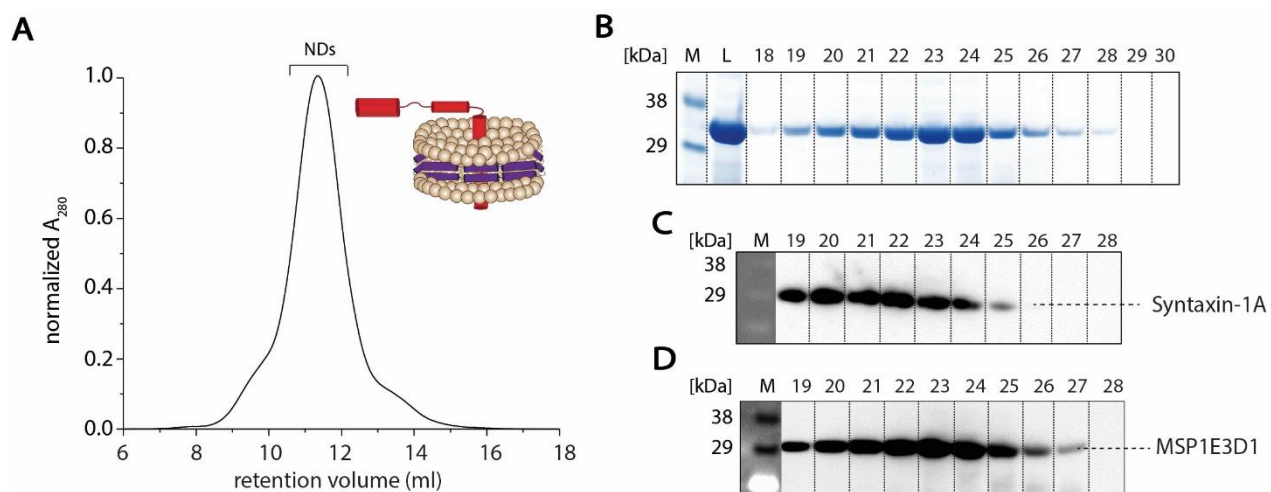 A
NDs
1.0
0.8
0.6
0.4
0.2
0.0
normalized A280
6 8 10 12 14 16 18
retention volume (ml)
B
[kDa] M L 18 19 20 21 22 23 24 25 26 27 28 29 30
38
29
C
[kDa] M 19 20 21 22 23 24 25 26 27 28
38
29
Syntaxin-1A
D
[kDa] M 19 20 21 22 23 24 25 26 27 28
38
29
MSP1E3D1